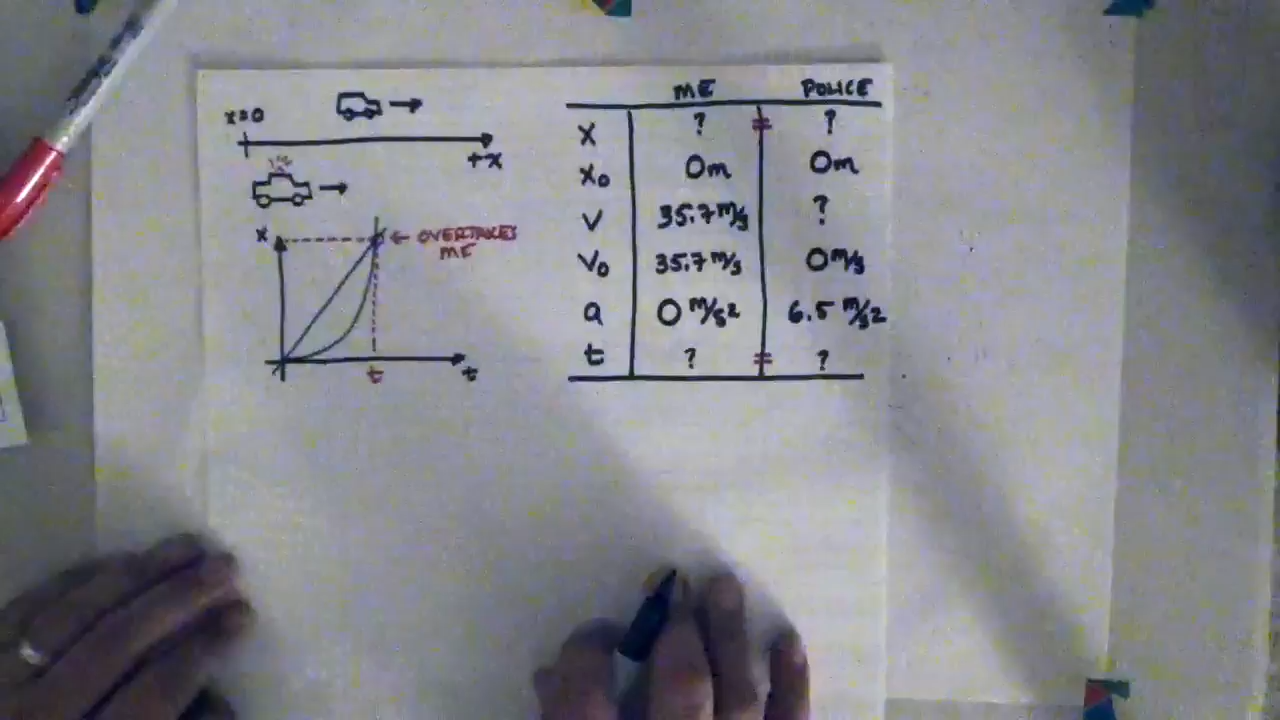 x=0
+x
x
← OVERTAKES
ME
t
t
ME POLICE
x ? = ?
x₀ 0m 0m
v 35.7 m/s ?
v₀ 35.7 m/s 0 m/s
a 0 m/s² 6.5 m/s²
t ? = ?